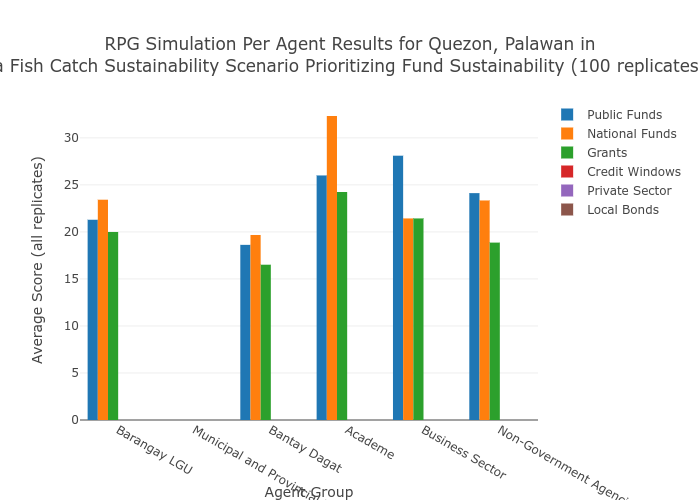 RPG Simulation Per Agent Results for Quezon, Palawan in
a Fish Catch Sustainability Scenario Prioritizing Fund Sustainability (100 replicates
Public Funds
National Funds
Grants
Credit Windows
Private Sector
Local Bonds
Average Score (all replicates)
30
25
20
15
10
5
0
Barangay LGU
Municipal and
Bantay Dagat
Academe
Business Sector
Non-Government
Agent Group